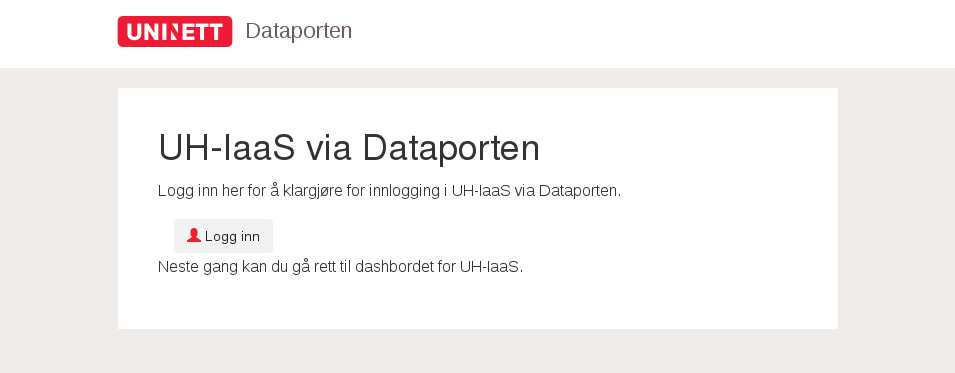 UNINETT Dataporten
UH-IaaS via Dataporten
Logg inn her for å klargjøre for innlogging i UH-IaaS via Dataporten.
Logg inn
Neste gang kan du gå rett til dashbordet for UH-IaaS.